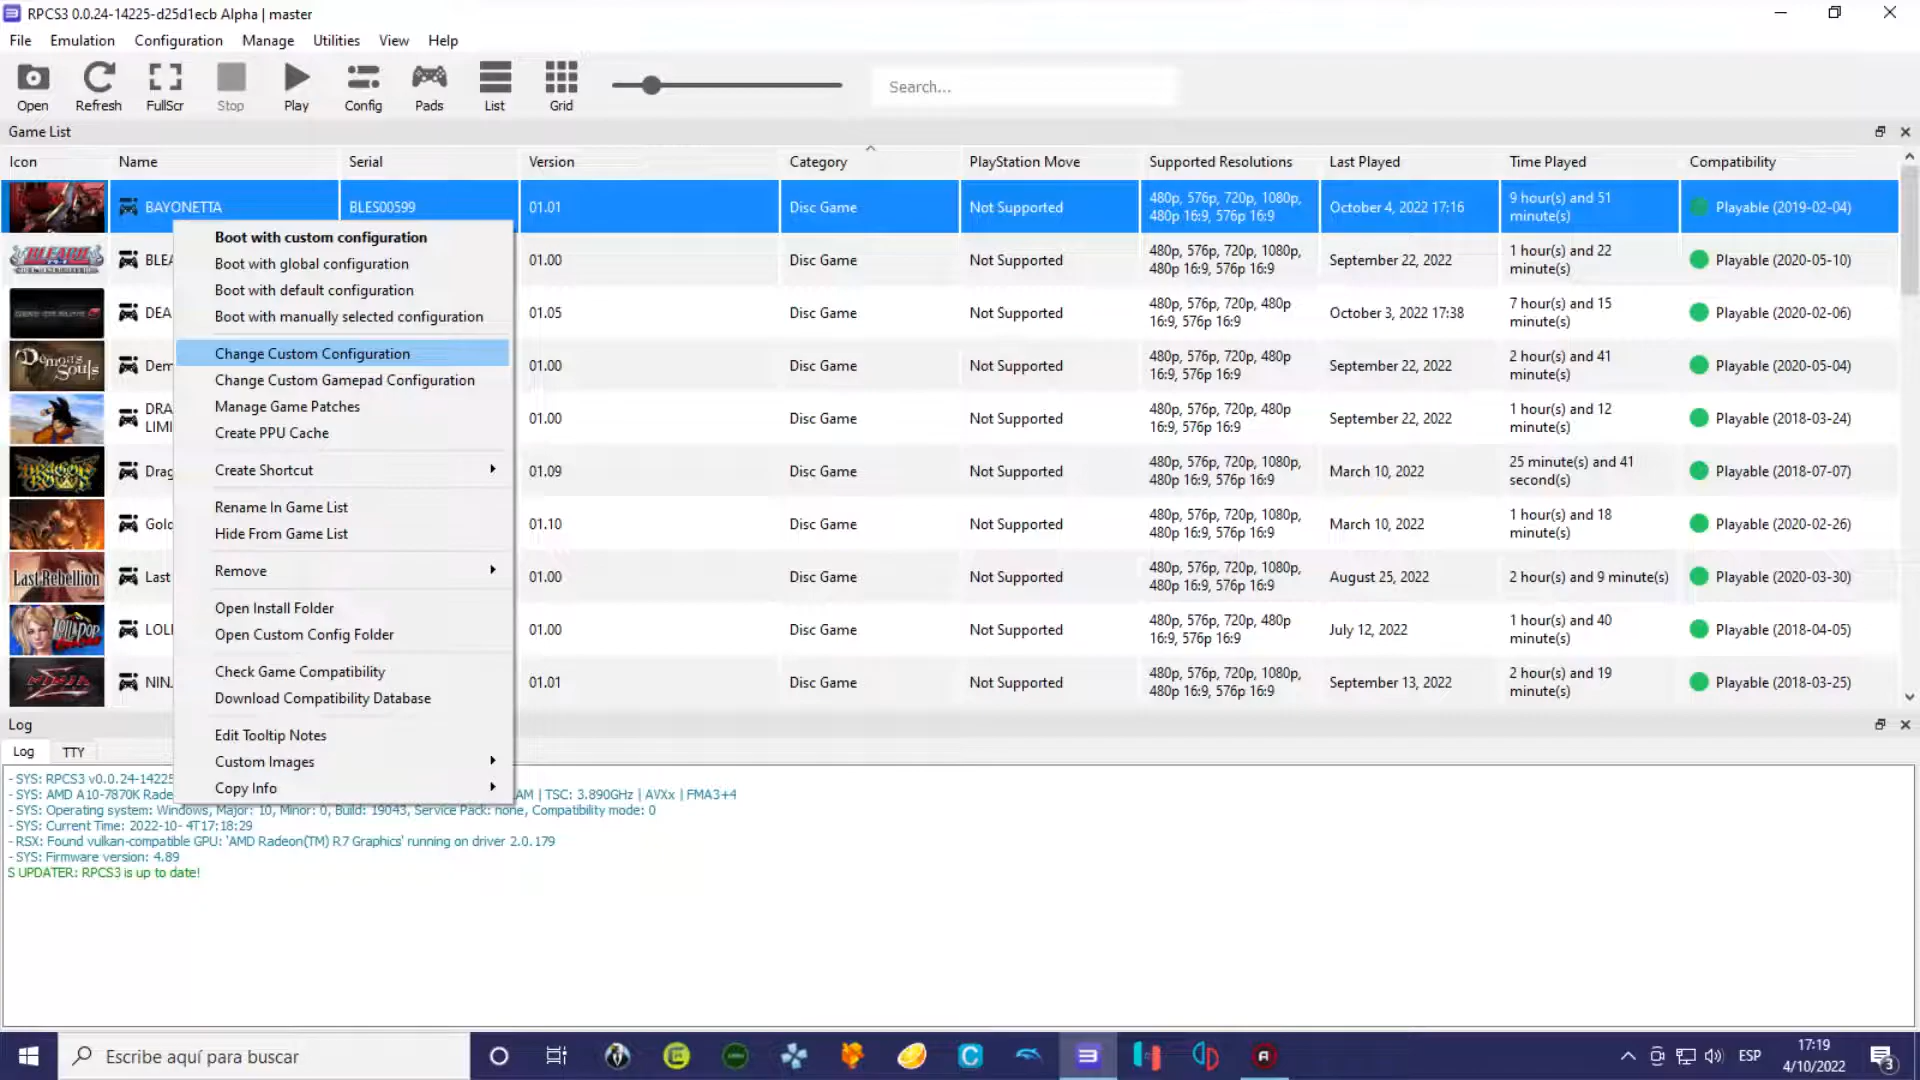 RPCS3 0.0.24-14225-d25d1ecb Alpha | master
File Emulation Configuration Manage Utilities View Help
Open Refresh FullScr Stop Play Config Pads List Grid Search...
Game List
Icon Name Serial Version Category PlayStation Move Supported Resolutions Last Played Time Played Compatibility
BAYONETTA BLES00599 01.01 Disc Game Not Supported 480p, 576p, 720p, 1080p, October 4, 2022 17:16 9 hour(s) and 51 Playable (2019-02-04)
480p 16:9, 576p 16:9 minute(s)
BLEA 01.00 Disc Game Not Supported 480p, 576p, 720p, 1080p, September 22, 2022 1 hour(s) and 22 Playable (2020-05-10)
480p 16:9, 576p 16:9 minute(s)
DEA 01.05 Disc Game Not Supported 480p, 576p, 720p, 480p October 3, 2022 17:38 7 hour(s) and 15 Playable (2020-02-06)
16:9, 576p 16:9 minute(s)
Demon's Souls
Dem 01.00 Disc Game Not Supported 480p, 576p, 720p, 480p September 22, 2022 2 hour(s) and 41 Playable (2020-05-04)
16:9, 576p 16:9 minute(s)
DRA 01.00 Disc Game Not Supported 480p, 576p, 720p, 480p September 22, 2022 1 hour(s) and 12 Playable (2018-03-24)
LIMI 16:9, 576p 16:9 minute(s)
Drag 01.09 Disc Game Not Supported 480p, 576p, 720p, 1080p, March 10, 2022 25 minute(s) and 41 Playable (2018-07-07)
480p 16:9, 576p 16:9 second(s)
Gold 01.10 Disc Game Not Supported 480p, 576p, 720p, 1080p, March 10, 2022 1 hour(s) and 18 Playable (2020-02-26)
480p 16:9, 576p 16:9 minute(s)
Last Rebellion
Last 01.00 Disc Game Not Supported 480p, 576p, 720p, 1080p, August 25, 2022 2 hour(s) and 9 minute(s) Playable (2020-03-30)
480p 16:9, 576p 16:9
LOLI 01.00 Disc Game Not Supported 480p, 576p, 720p, 480p July 12, 2022 1 hour(s) and 40 Playable (2018-04-05)
16:9, 576p 16:9 minute(s)
NIN 01.01 Disc Game Not Supported 480p, 576p, 720p, 1080p, September 13, 2022 2 hour(s) and 19 Playable (2018-03-25)
480p 16:9, 576p 16:9 minute(s)
Boot with custom configuration
Boot with global configuration
Boot with default configuration
Boot with manually selected configuration
Change Custom Configuration
Change Custom Gamepad Configuration
Manage Game Patches
Create PPU Cache
Create Shortcut
Rename In Game List
Hide From Game List
Remove
Open Install Folder
Open Custom Config Folder
Check Game Compatibility
Download Compatibility Database
Edit Tooltip Notes
Custom Images
Copy Info
Log
Log TTY
- SYS: RPCS3 v0.0.24-14225
- SYS: AMD A10-7870K Rade AM | TSC: 3.890GHz | AVXx | FMA3+4
- SYS: Operating system: Windows, Major: 10, Minor: 0, Build: 19043, Service Pack: none, Compatibility mode: 0
- SYS: Current Time: 2022-10- 4T17:18:29
- RSX: Found vulkan-compatible GPU: 'AMD Radeon(TM) R7 Graphics' running on driver 2.0.179
- SYS: Firmware version: 4.89
S UPDATER: RPCS3 is up to date!
Escribe aquí para buscar ESP 17:19
4/10/2022 3